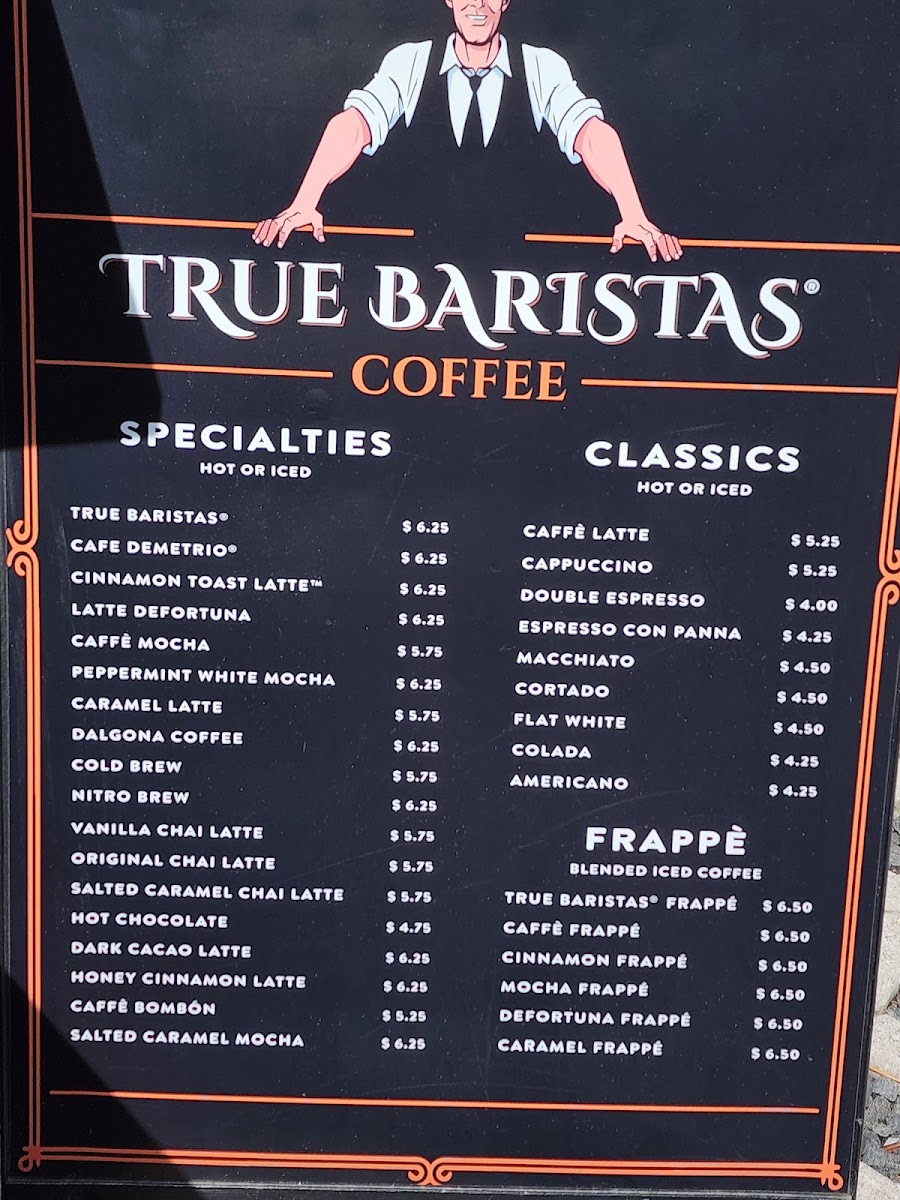 TRUE BARISTAS®
COFFEE
SPECIALTIES
HOT OR ICED
TRUE BARISTAS® $ 6.25
CAFE DEMETRIO® $ 6.25
CINNAMON TOAST LATTE™ $ 6.25
LATTE DEFORTUNA $ 6.25
CAFFÈ MOCHA $ 5.75
PEPPERMINT WHITE MOCHA $ 6.25
CARAMEL LATTE $ 5.75
DALGONA COFFEE $ 6.25
COLD BREW $ 5.75
NITRO BREW $ 6.25
VANILLA CHAI LATTE $ 5.75
ORIGINAL CHAI LATTE $ 5.75
SALTED CARAMEL CHAI LATTE $ 5.75
HOT CHOCOLATE $ 4.75
DARK CACAO LATTE $ 6.25
HONEY CINNAMON LATTE $ 6.25
CAFFÈ BOMBÓN $ 5.25
SALTED CARAMEL MOCHA $ 6.25
CLASSICS
HOT OR ICED
CAFFÈ LATTE $ 5.25
CAPPUCCINO $ 5.25
DOUBLE ESPRESSO $ 4.00
ESPRESSO CON PANNA $ 4.25
MACCHIATO $ 4.50
CORTADO $ 4.50
FLAT WHITE $ 4.50
COLADA $ 4.25
AMERICANO $ 4.25
FRAPPÈ
BLENDED ICED COFFEE
TRUE BARISTAS® FRAPPÉ $ 6.50
CAFFÈ FRAPPÉ $ 6.50
CINNAMON FRAPPÉ $ 6.50
MOCHA FRAPPÉ $ 6.50
DEFORTUNA FRAPPÉ $ 6.50
CARAMEL FRAPPÉ $ 6.50